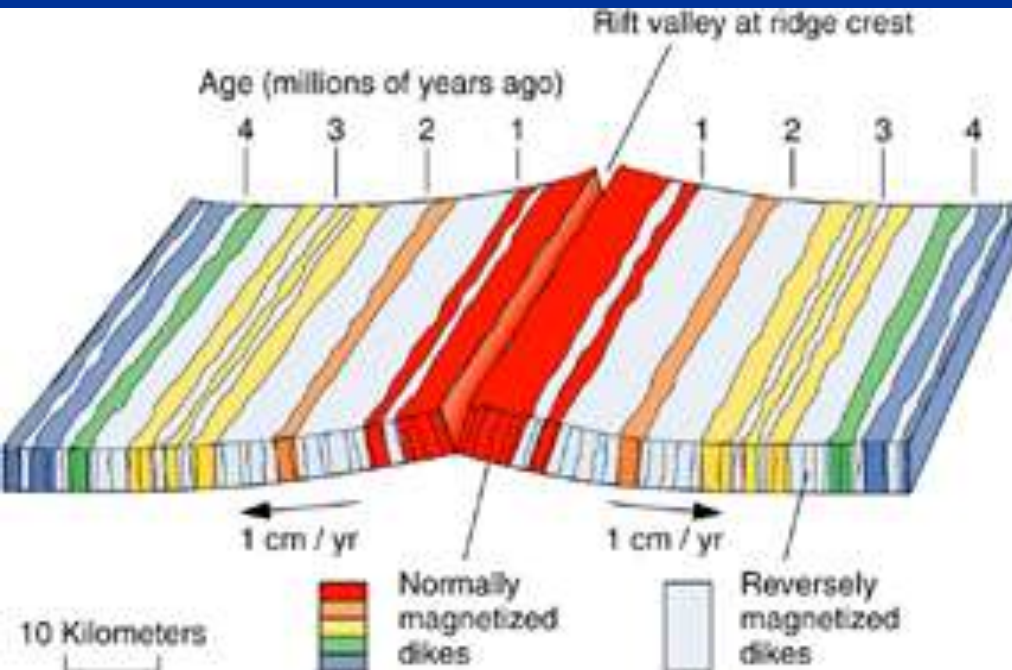 Rift valley at ridge crest
Age (millions of years ago)
4 3 2 1 1 2 3 4
1 cm / yr 1 cm / yr
Normally
magnetized
dikes
Reversely
magnetized
dikes
10 Kilometers